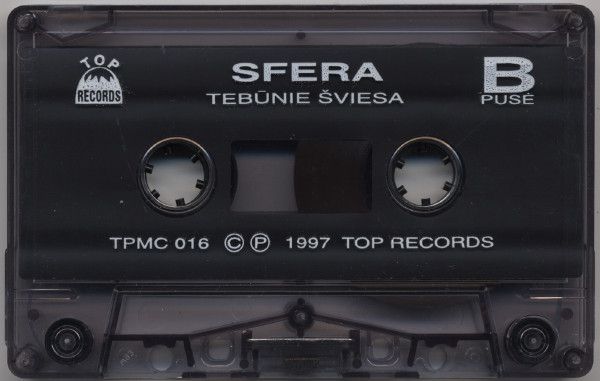 TOP
RECORDS
SFERA
TEBŪNIE ŠVIESA
B
PUSĖ
TPMC 016 © ℗ 1997 TOP RECORDS